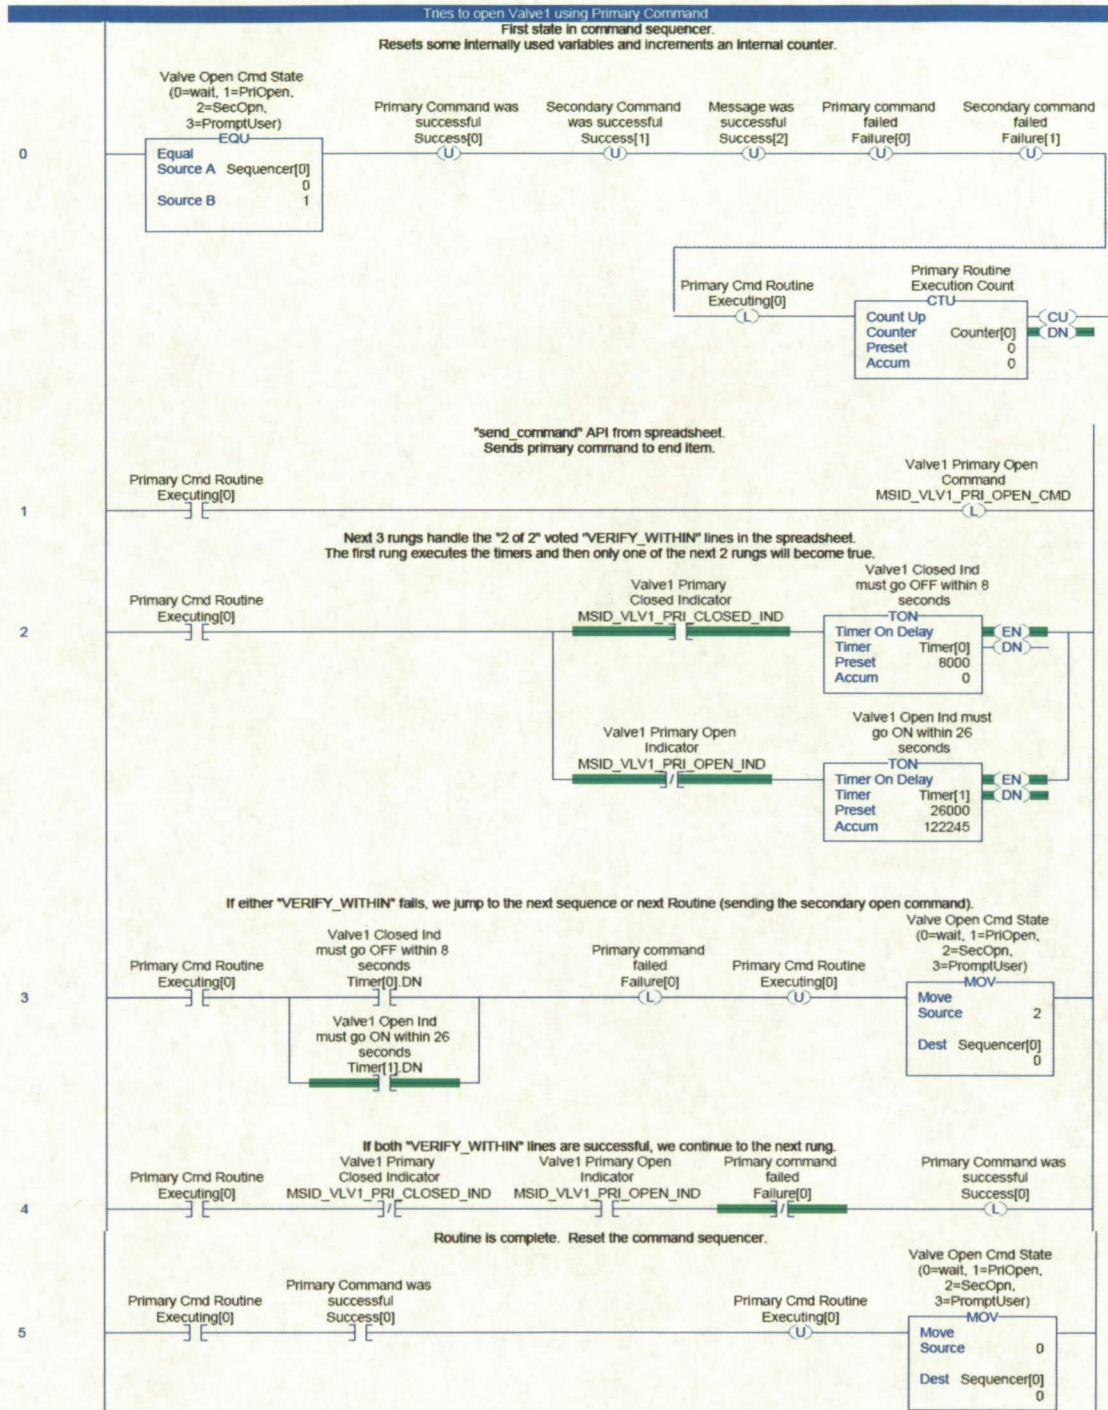 Tries to open Valve1 using Primary Command
First state in command sequencer.
Resets some internally used variables and increments an internal counter.
Valve Open Cmd State
(0=wait, 1=PriOpen,
2=SecOpn,
3=PromptUser)
EQU
Equal
Source A Sequencer[0]
0
Source B 1
Primary Command was
successful
Success[0]
U
Secondary Command
was successful
Success[1]
U
Message was
successful
Success[2]
U
Primary command
failed
Failure[0]
U
Secondary command
failed
Failure[1]
U
0
Primary Cmd Routine
Executing[0]
L
Primary Routine
Execution Count
CTU
Count Up
Counter Counter[0]
Preset 0
Accum 0
CU
DN
"send_command" API from spreadsheet.
Sends primary command to end item.
Primary Cmd Routine
Executing[0]
Valve1 Primary Open
Command
MSID_VLV1_PRI_OPEN_CMD
L
1
Next 3 rungs handle the "2 of 2" voted "VERIFY_WITHIN" lines in the spreadsheet.
The first rung executes the timers and then only one of the next 2 rungs will become true.
Primary Cmd Routine
Executing[0]
2
Valve1 Primary
Closed Indicator
MSID_VLV1_PRI_CLOSED_IND
Valve1 Closed Ind
must go OFF within 8
seconds
TON
Timer On Delay
Timer Timer[0]
Preset 8000
Accum 0
EN
DN
Valve1 Primary Open
Indicator
MSID_VLV1_PRI_OPEN_IND
Valve1 Open Ind must
go ON within 26
seconds
TON
Timer On Delay
Timer Timer[1]
Preset 26000
Accum 122245
EN
DN
If either "VERIFY_WITHIN" fails, we jump to the next sequence or next Routine (sending the secondary open command).
Primary Cmd Routine
Executing[0]
3
Valve1 Closed Ind
must go OFF within 8
seconds
Timer[0].DN
Valve1 Open Ind
must go ON within 26
seconds
Timer[1].DN
Primary command
failed
Failure[0]
L
Primary Cmd Routine
Executing[0]
U
Valve Open Cmd State
(0=wait, 1=PriOpen,
2=SecOpn,
3=PromptUser)
MOV
Move
Source 2
Dest Sequencer[0]
0
If both "VERIFY_WITHIN" lines are successful, we continue to the next rung.
Primary Cmd Routine
Executing[0]
4
Valve1 Primary
Closed Indicator
MSID_VLV1_PRI_CLOSED_IND
Valve1 Primary Open
Indicator
MSID_VLV1_PRI_OPEN_IND
Primary command
failed
Failure[0]
Primary Command was
successful
Success[0]
L
Routine is complete. Reset the command sequencer.
Primary Cmd Routine
Executing[0]
5
Primary Command was
successful
Success[0]
Primary Cmd Routine
Executing[0]
U
Valve Open Cmd State
(0=wait, 1=PriOpen,
2=SecOpn,
3=PromptUser)
MOV
Move
Source 0
Dest Sequencer[0]
0